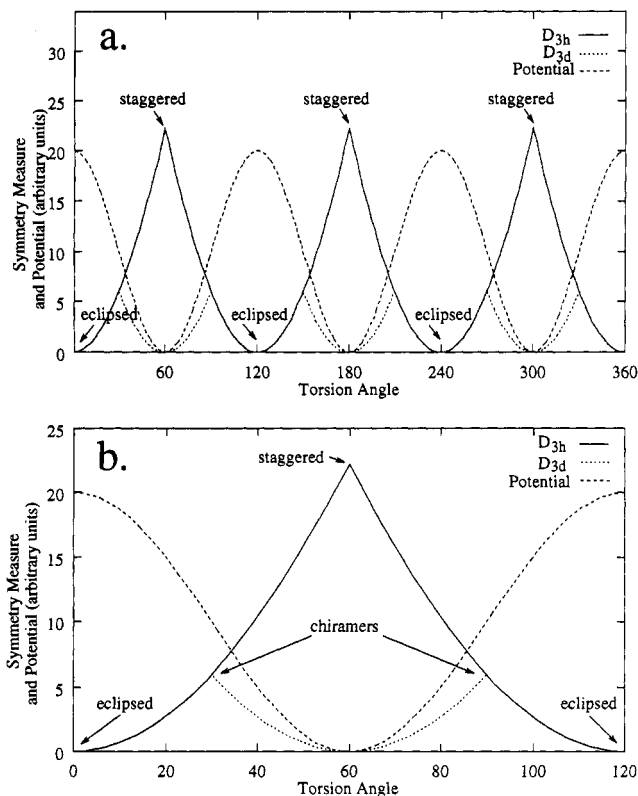 a.
D3h
D3d
Potential
staggered staggered staggered
eclipsed eclipsed eclipsed
Symmetry Measure
and Potential (arbitrary units)
30
25
20
15
10
5
0
60 120 180 240 300 360
Torsion Angle
b.
D3h
D3d
Potential
staggered
chiramers
eclipsed eclipsed
Symmetry Measure
and Potential (arbitrary units)
25
20
15
10
5
0
0 20 40 60 80 100 120
Torsion Angle